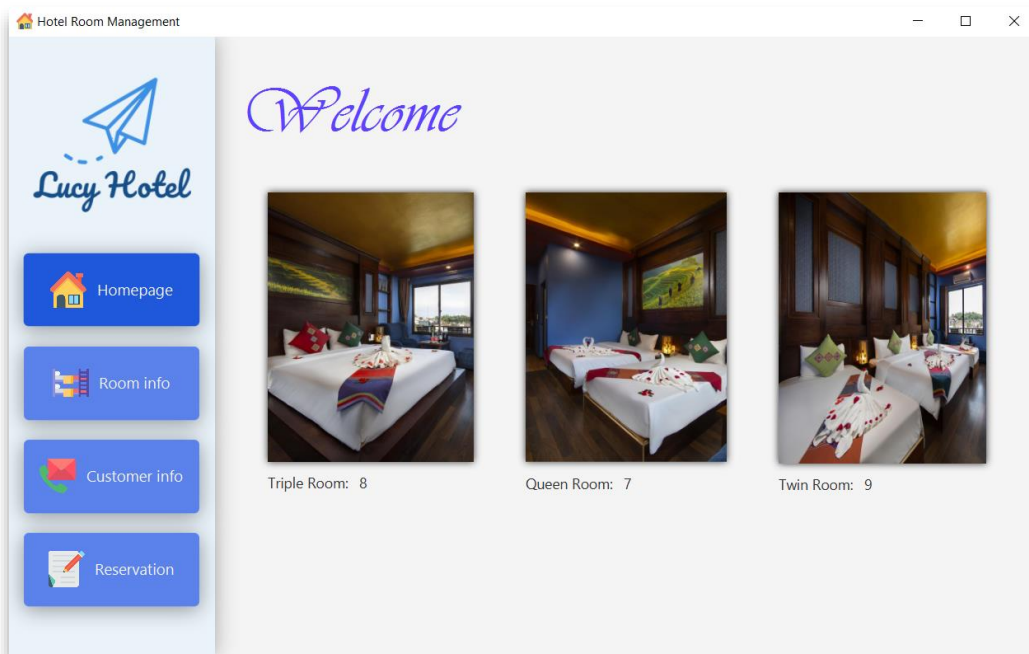 Hotel Room Management
Lucy Hotel
Homepage
Room info
Customer info
Reservation
Welcome
Triple Room: 8
Queen Room: 7
Twin Room: 9